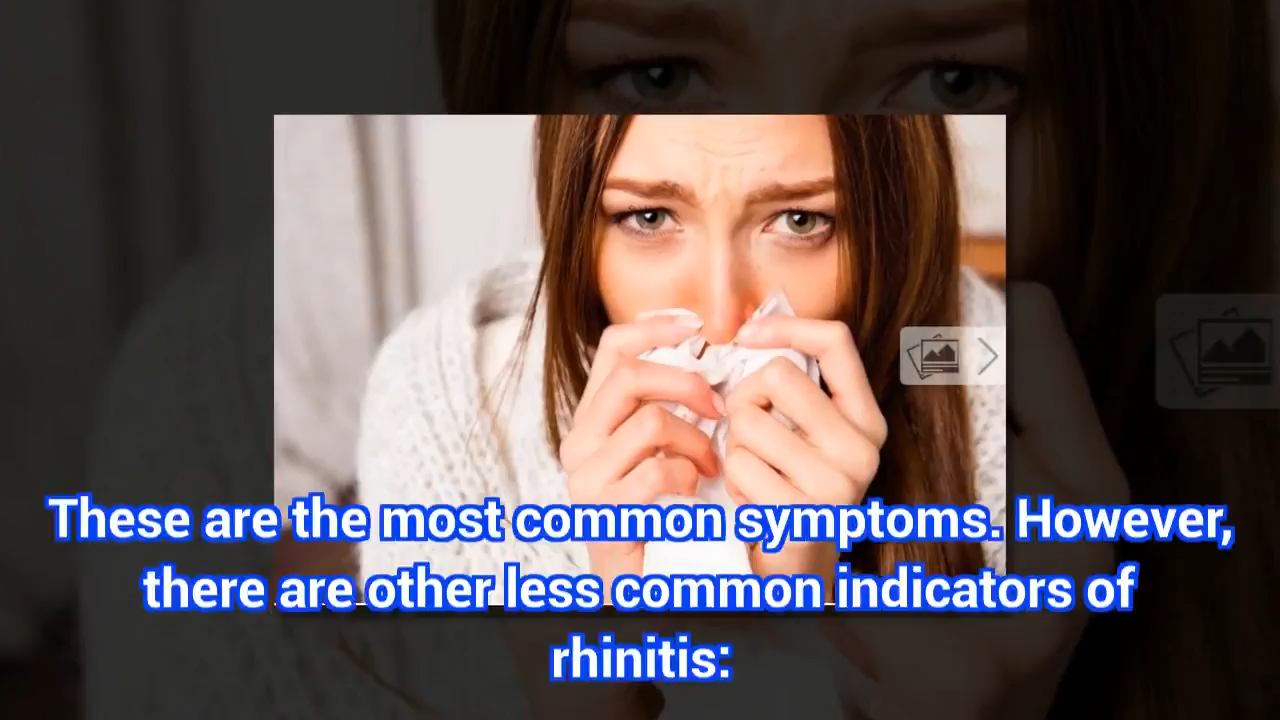 These are the most common symptoms. However,
there are other less common indicators of
rhinitis: